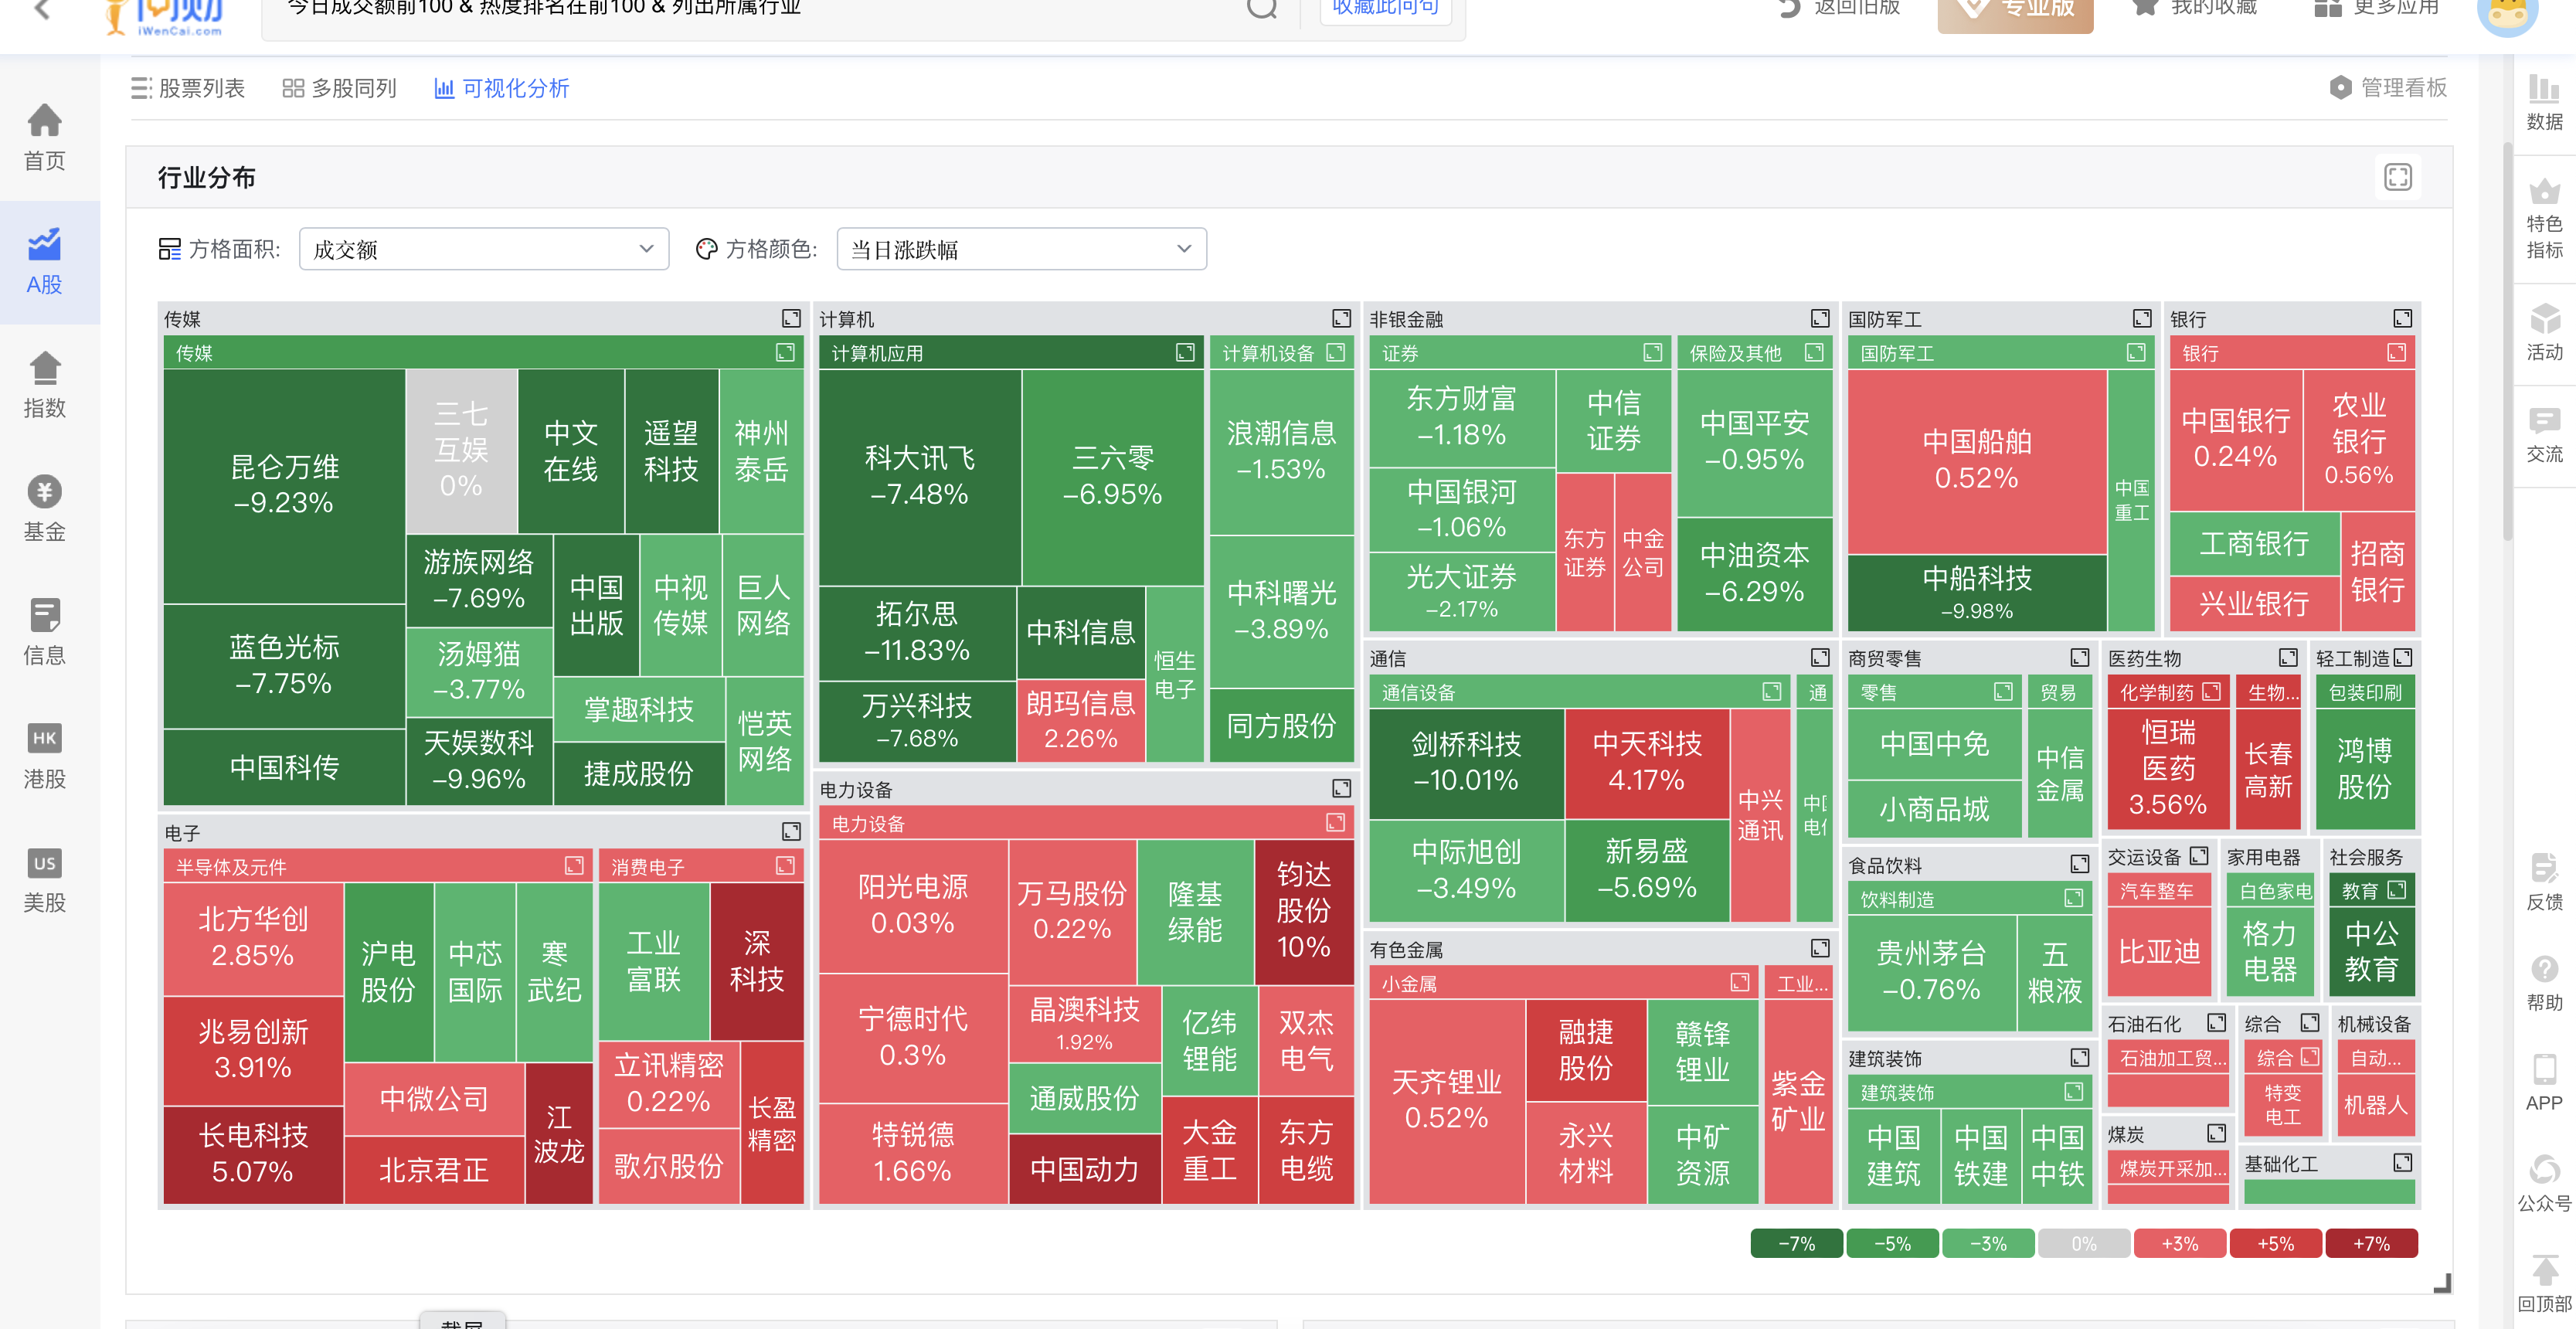 问财
iWenCai.com
今日成交额前100 & 热度排名在前100 & 列出所属行业
收藏此问句
返回旧版
专业版
我的收藏
更多应用
股票列表
多股同列
可视化分析
管理看板
首页
A股
指数
基金
信息
HK
港股
US
美股
行业分布
方格面积:
成交额
方格颜色:
当日涨跌幅
传媒
传媒
昆仑万维
-9.23%
蓝色光标
-7.75%
中国科传
三七
互娱
0%
中文
在线
遥望
科技
神州
泰岳
游族网络
-7.69%
汤姆猫
-3.77%
天娱数科
-9.96%
中国
出版
中视
传媒
巨人
网络
掌趣科技
捷成股份
恺英
网络
电子
半导体及元件
北方华创
2.85%
兆易创新
3.91%
长电科技
5.07%
沪电
股份
中芯
国际
寒
武纪
中微公司
北京君正
江
波龙
消费电子
工业
富联
深
科技
立讯精密
0.22%
歌尔股份
长盈
精密
计算机
计算机应用
科大讯飞
-7.48%
三六零
-6.95%
拓尔思
-11.83%
万兴科技
-7.68%
中科信息
朗玛信息
2.26%
恒生
电子
计算机设备
浪潮信息
-1.53%
中科曙光
-3.89%
同方股份
电力设备
电力设备
阳光电源
0.03%
宁德时代
0.3%
特锐德
1.66%
万马股份
0.22%
隆基
绿能
钧达
股份
10%
晶澳科技
1.92%
通威股份
中国动力
亿纬
锂能
双杰
电气
大金
重工
东方
电缆
非银金融
证券
东方财富
-1.18%
中国银河
-1.06%
光大证券
-2.17%
中信
证券
东方
证券
中金
公司
保险及其他
中国平安
-0.95%
中油资本
-6.29%
通信
通信设备
剑桥科技
-10.01%
中天科技
4.17%
中际旭创
-3.49%
新易盛
-5.69%
中兴
通讯
通
有色金属
小金属
天齐锂业
0.52%
融捷
股份
永兴
材料
赣锋
锂业
中矿
资源
工业...
紫金
矿业
国防军工
国防军工
中国船舶
0.52%
中船科技
-9.98%
中国
重工
银行
银行
中国银行
0.24%
农业
银行
0.56%
工商银行
兴业银行
招商
银行
商贸零售
零售
中国中免
小商品城
贸易
中信
金属
食品饮料
饮料制造
贵州茅台
-0.76%
五
粮液
建筑装饰
建筑装饰
中国
建筑
中国
铁建
中国
中铁
医药生物
化学制药
恒瑞
医药
3.56%
生物...
长春
高新
轻工制造
包装印刷
鸿博
股份
交运设备
汽车整车
比亚迪
家用电器
白色家电
格力
电器
社会服务
教育
中公
教育
石油石化
石油加工贸...
综合
综合
特变
电工
机械设备
自动...
机器人
煤炭
煤炭开采加...
基础化工
-7%
-5%
-3%
0%
+3%
+5%
+7%
数据
特色
指标
活动
交流
反馈
帮助
APP
公众号
回顶部